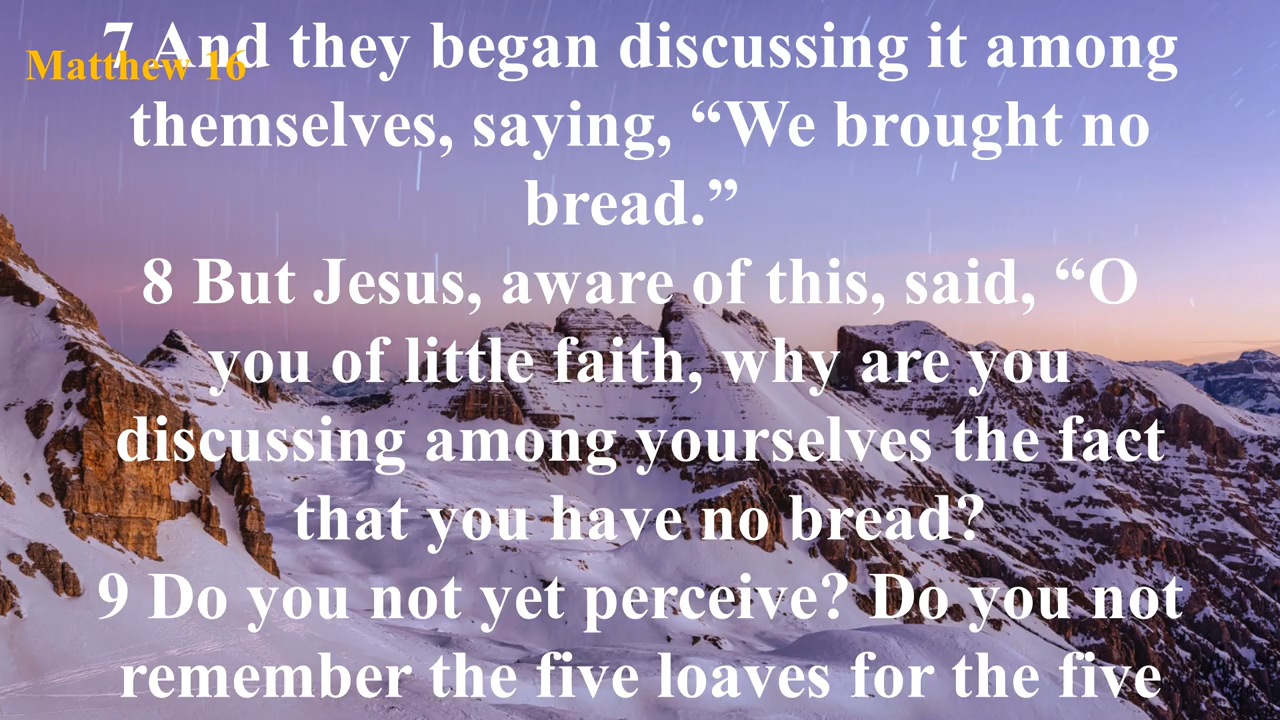 Matthew 16
7 And they began discussing it among
themselves, saying, “We brought no
bread.”
8 But Jesus, aware of this, said, “O
you of little faith, why are you
discussing among yourselves the fact
that you have no bread?
9 Do you not yet perceive? Do you not
remember the five loaves for the five